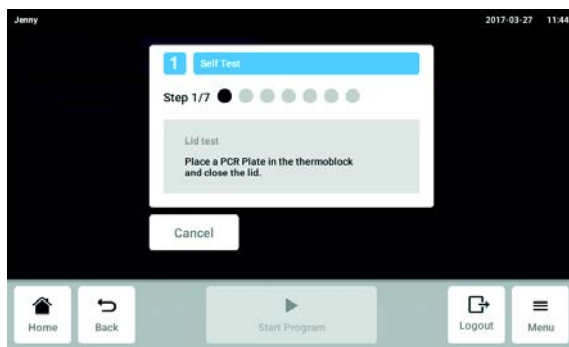 Jenny 2017-03-27 11:44
1 Self Test
Step 1/7
Lid test
Place a PCR Plate in the thermoblock
and close the lid.
Cancel
Home Back Start Program Logout Menu